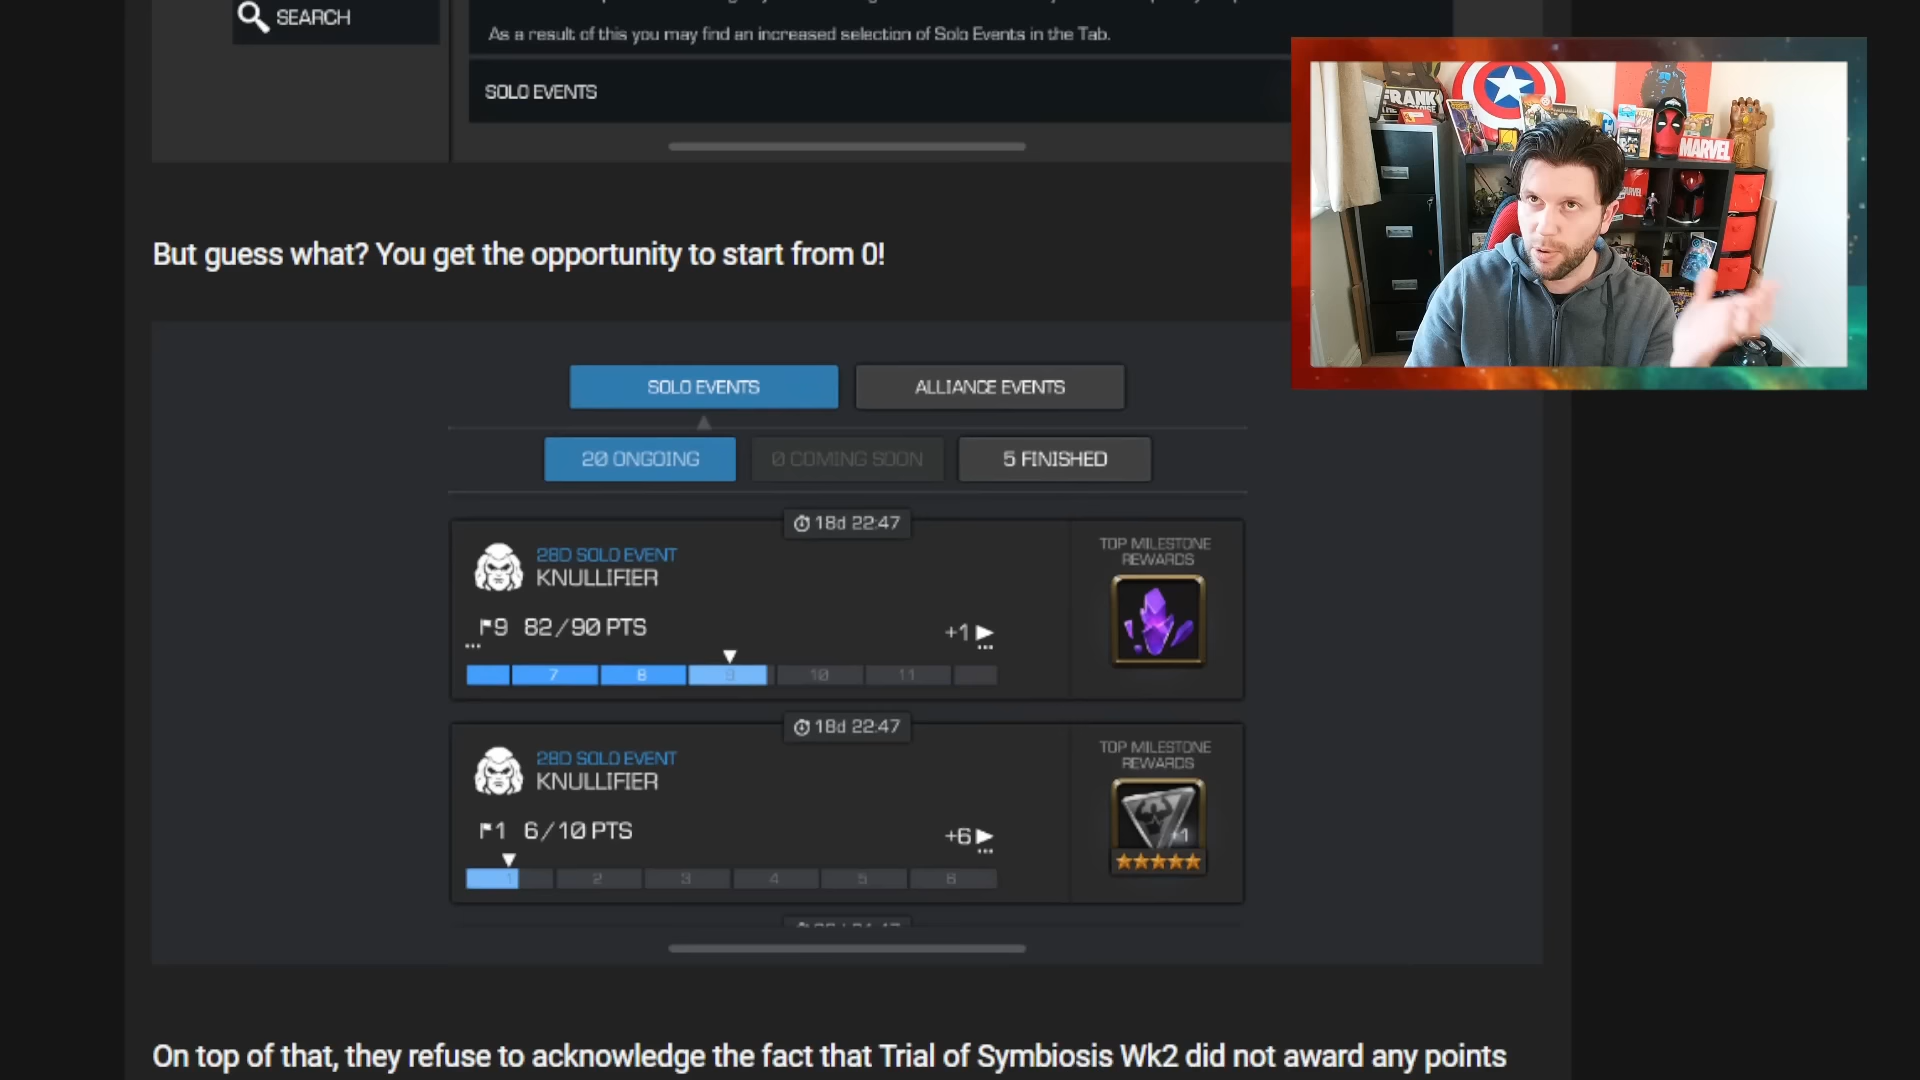 SEARCH
As a result of this you may find an increased selection of Solo Events in the Tab.
SOLO EVENTS
FRANK
MARVEL
But guess what? You get the opportunity to start from 0!
SOLO EVENTS
ALLIANCE EVENTS
20 ONGOING
0 COMING SOON
5 FINISHED
18d 22:47
28D SOLO EVENT
KNULLIFIER
9 82/90 PTS
+1
7 8 9 10 11
TOP MILESTONE
REWARDS
18d 22:47
28D SOLO EVENT
KNULLIFIER
1 6/10 PTS
+6
1 2 3 4 5 6
TOP MILESTONE
REWARDS
+1
On top of that, they refuse to acknowledge the fact that Trial of Symbiosis Wk2 did not award any points